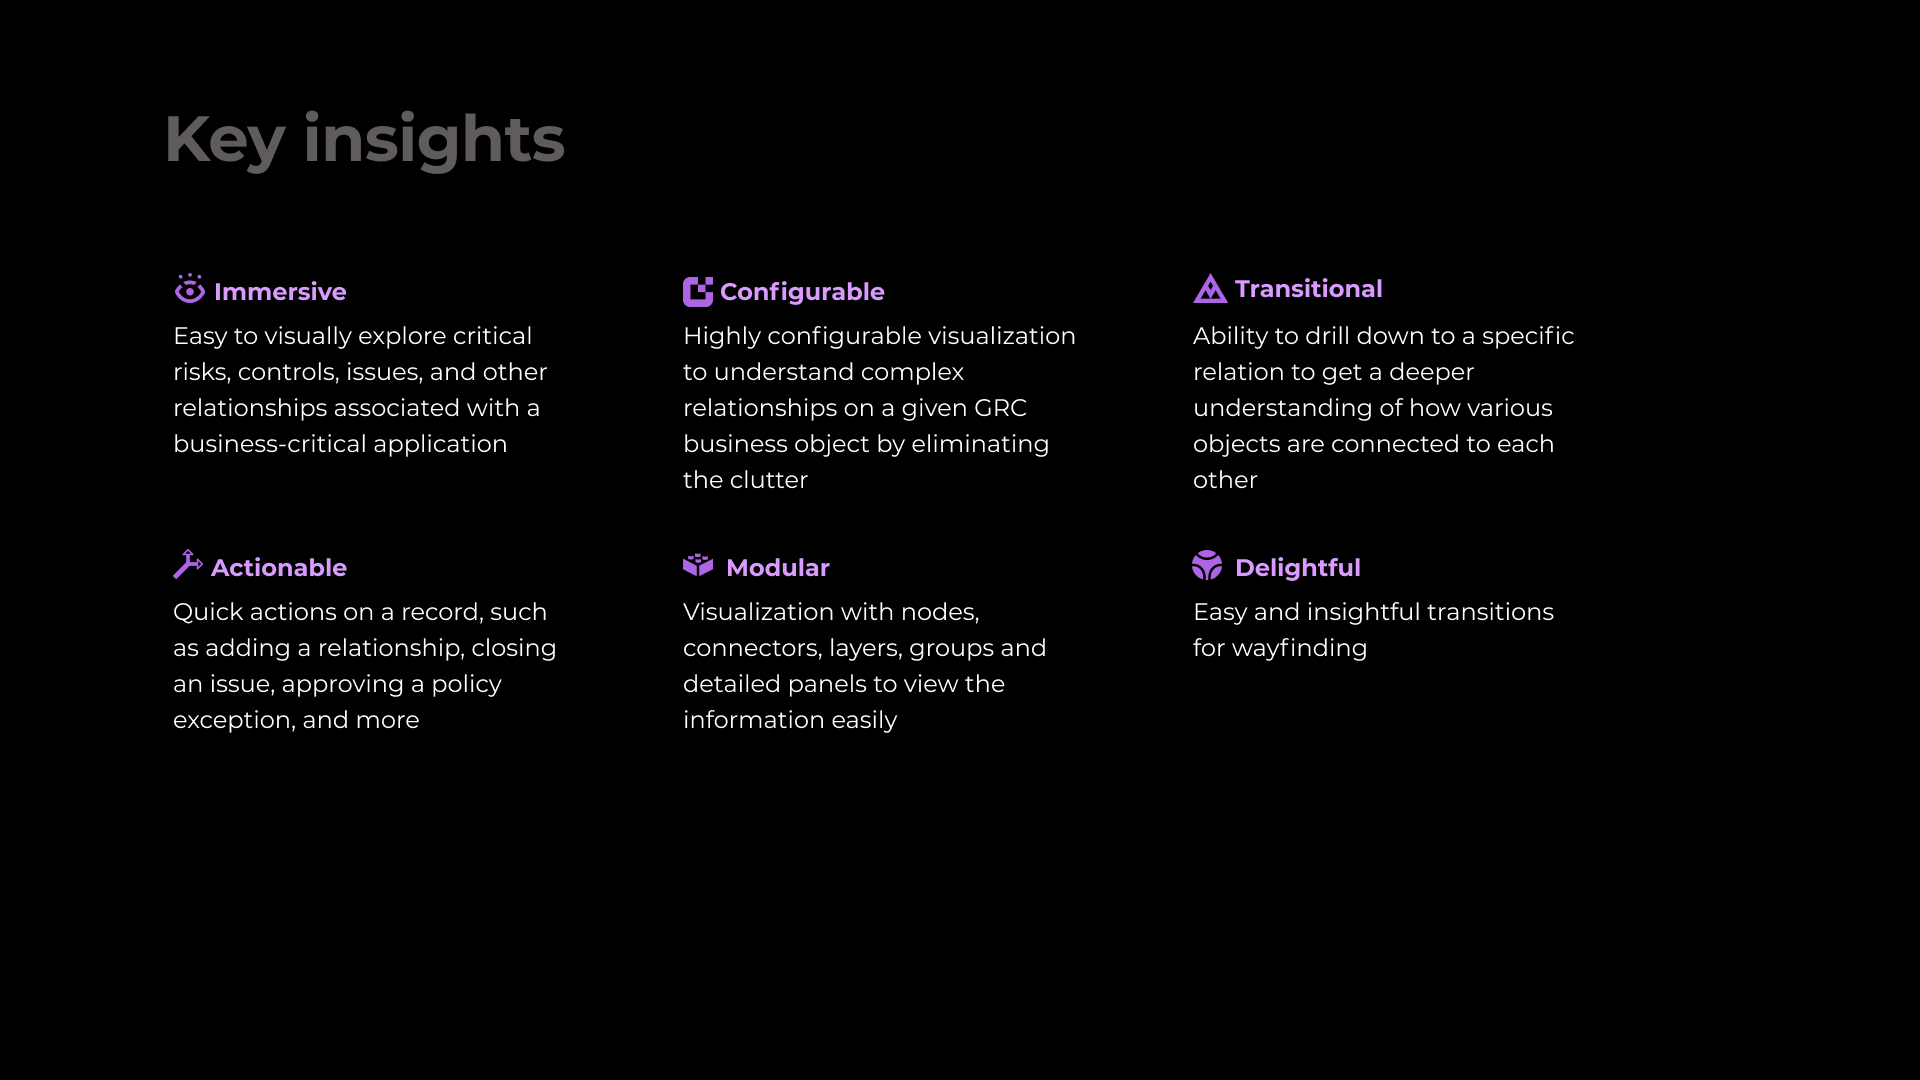 Key insights
Immersive
Easy to visually explore critical
risks, controls, issues, and other
relationships associated with a
business-critical application
Configurable
Highly configurable visualization
to understand complex
relationships on a given GRC
business object by eliminating
the clutter
Transitional
Ability to drill down to a specific
relation to get a deeper
understanding of how various
objects are connected to each
other
Actionable
Quick actions on a record, such
as adding a relationship, closing
an issue, approving a policy
exception, and more
Modular
Visualization with nodes,
connectors, layers, groups and
detailed panels to view the
information easily
Delightful
Easy and insightful transitions
for wayfinding